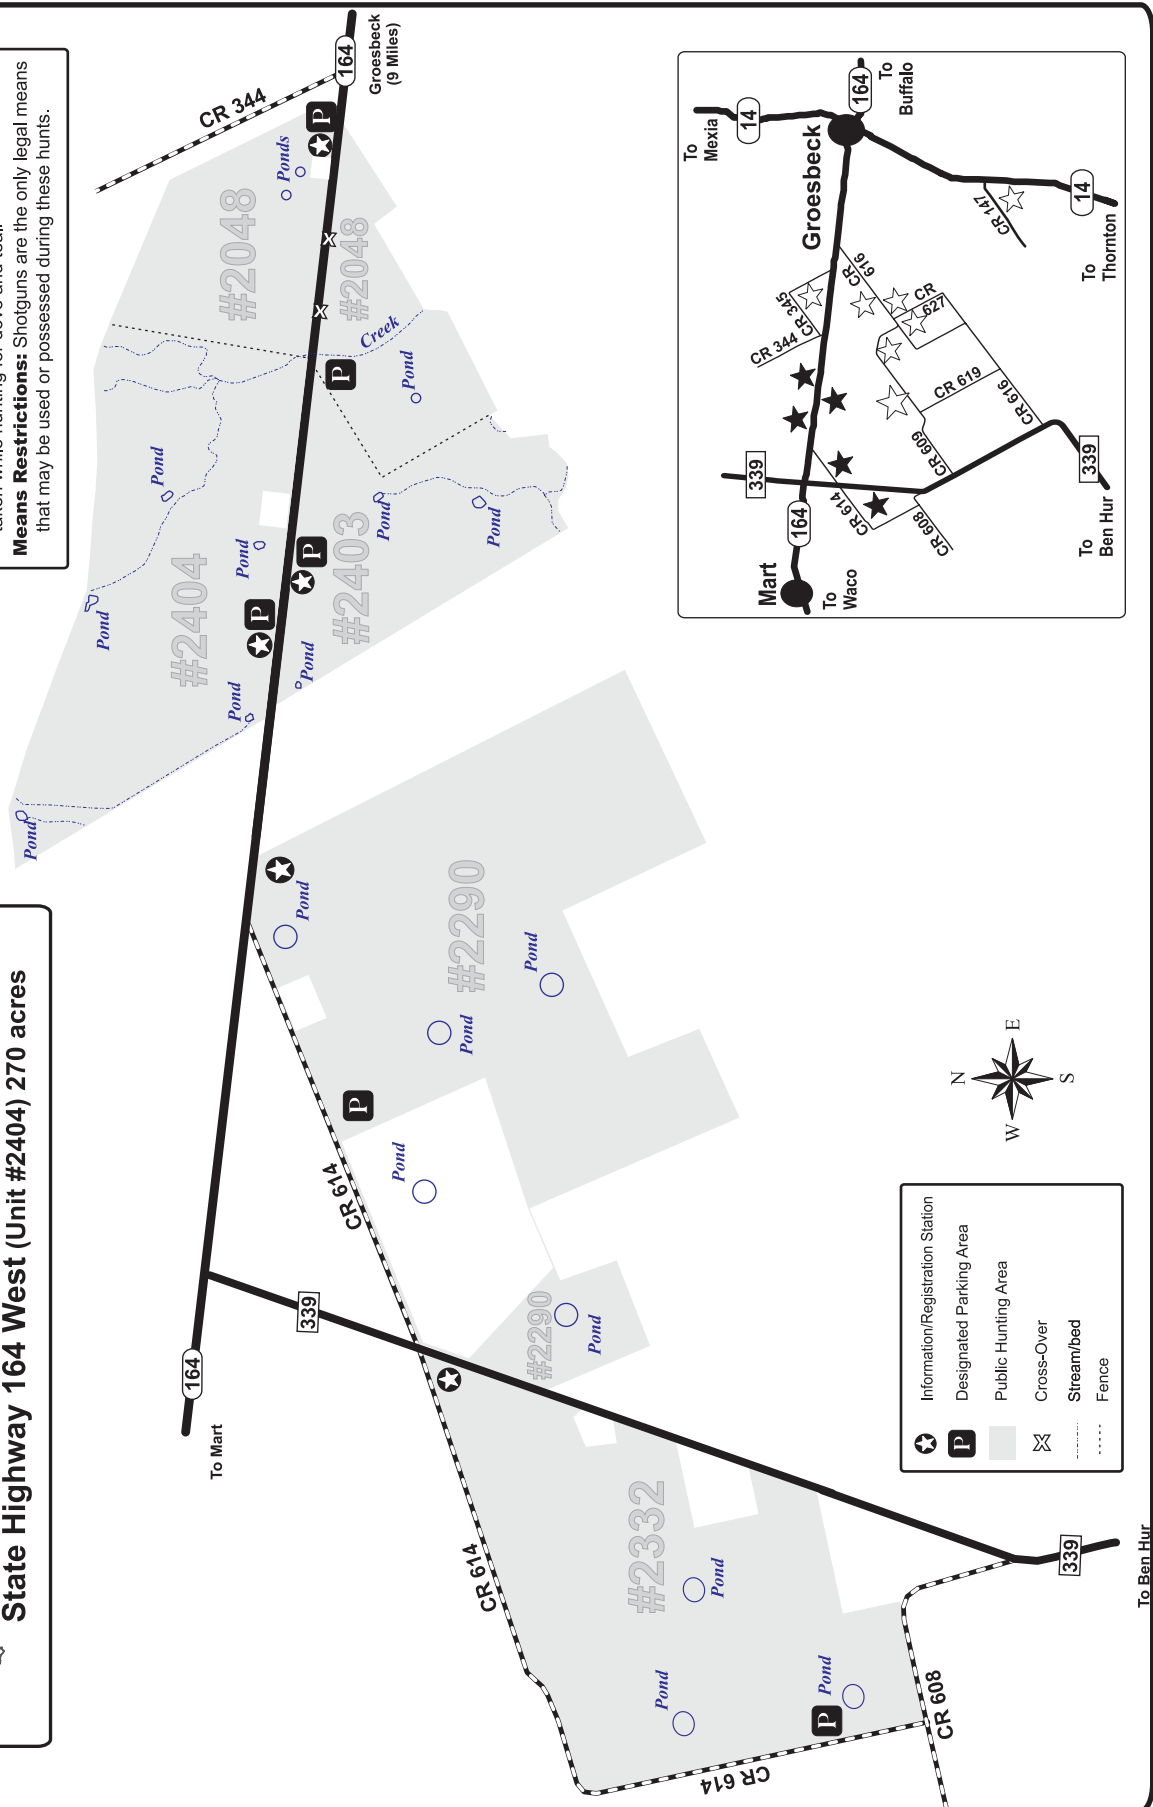 State Highway 164 West (Unit #2404) 270 acres
Means Restrictions: Shotguns are the only legal means
that may be used or possessed during these hunts.
To Mart
164
339
CR 614
CR 614
CR 614
CR 608
339
To Ben Hur
#2332
Pond
Pond
Pond
#2290
Pond
Pond
#2290
Pond
Pond
Pond
P
P
Pond
Pond
Pond
#2404
Pond
Pond
P
P
#2403
Pond
Pond
Pond
P
Pond
Creek
#2048
#2048
Ponds
P
CR 344
164
Groesbeck
(9 Miles)
X
X
N
E
S
W
Information/Registration Station
P
Designated Parking Area
Public Hunting Area
X
Cross-Over
Stream/bed
Fence
Mart
To
Waco
164
339
CR 614
CR 608
CR 609
CR 619
CR 616
339
To
Ben Hur
CR 344
CR 345
CR
616
CR
627
Groesbeck
To
Mexia
14
164
To
Buffalo
CR 147
14
To
Thornton